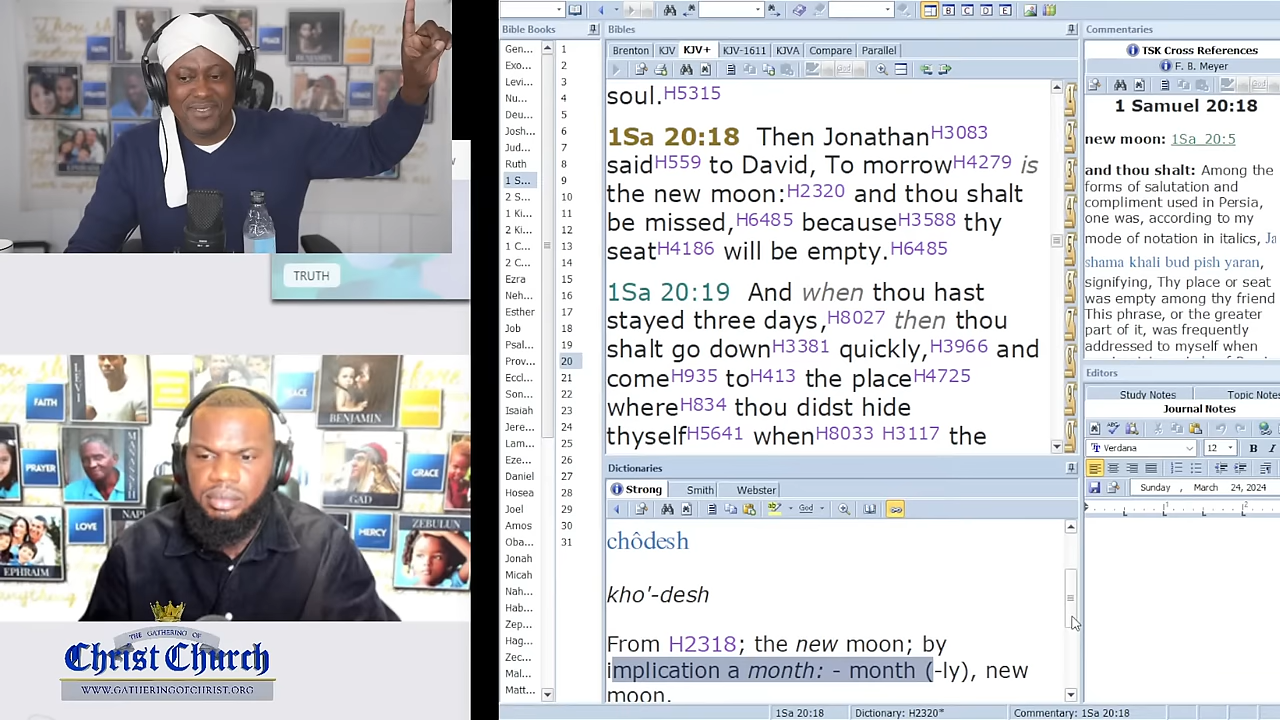 TRUTH
FAITH
LEVI
GRACE
BENJAMIN
PRAYER
GAD
GRACE
LOVE
NAP
MERCY
ZEBULUN
EPHRAIM
THE GATHERING OF
Christ Church
WWW.GATHERINGOFCHRIST.ORG
Bible Books
Gen...
Exo...
Levi...
Nu...
Deu...
Josh...
Jud...
Ruth
1 S...
2 S...
1 Ki...
2 Ki...
1 C...
2 C...
Ezra
Neh...
Esther
Job
Psal...
Prov...
Eccl...
Son...
Isaiah
Jere...
Lam...
Eze...
Daniel
Hosea
Joel
Amos
Oba...
Jonah
Micah
Nah...
Hab...
Zep...
Hag...
Zec...
Mal...
Matt...
1
2
3
4
5
6
7
8
9
10
11
12
13
14
15
16
17
18
19
20
21
22
23
24
25
26
27
28
29
30
31
B C D E
Bibles
Brenton KJV KJV+ KJV-1611 KJVA Compare Parallel
soul.H5315
1Sa 20:18 Then JonathanH3083
saidH559 to David, To morrowH4279 is
the new moon:H2320 and thou shalt
be missed,H6485 becauseH3588 thy
seatH4186 will be empty.H6485
1Sa 20:19 And when thou hast
stayed three days,H8027 then thou
shalt go downH3381 quickly,H3966 and
comeH935 toH413 the placeH4725
whereH834 thou didst hide
thyselfH5641 whenH8033 H3117 the
Dictionaries
Strong Smith Webster
chôdesh
kho'-desh
From H2318; the new moon; by
implication a month: - month (-ly), new
moon.
1Sa 20:18 Dictionary: H2320* Commentary: 1Sa 20:18
Commentaries
TSK Cross References
F. B. Meyer
1 Samuel 20:18
new moon: 1Sa_20:5
and thou shalt: Among the
forms of salutation and
compliment used in Persia,
one was, according to my
mode of notation in italics, Ja
shama khali bud pish yaran,
signifying, Thy place or seat
was empty among thy friend
This phrase, or the greater
part of it, was frequently
addressed to myself when
Editors
Study Notes Topic Notes
Journal Notes
Verdana 12 B I
Sunday , March 24, 2024